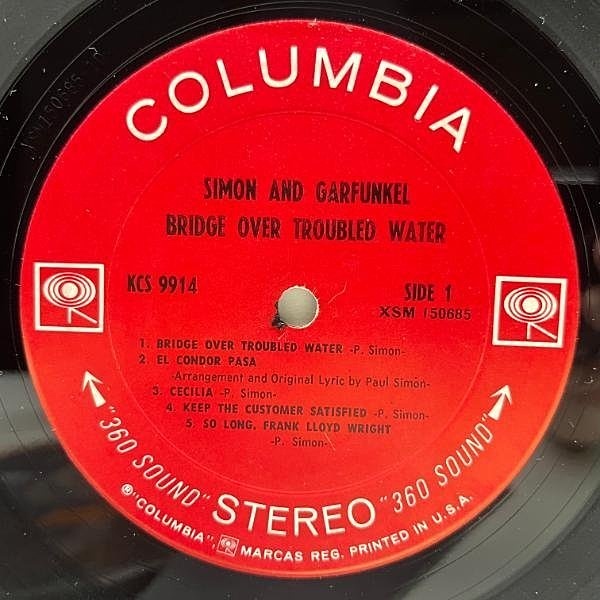 COLUMBIA
SIMON AND GARFUNKEL
BRIDGE OVER TROUBLED WATER
KCS 9914
SIDE 1
XSM 150685
1. BRIDGE OVER TROUBLED WATER -P. Simon-
2. EL CONDOR PASA
-Arrangement and Original Lyric by Paul Simon-
3. CECILIA -P. Simon-
4. KEEP THE CUSTOMER SATISFIED -P. Simon-
5. SO LONG, FRANK LLOYD WRIGHT
-P. Simon-
"360 SOUND" STEREO "360 SOUND"
®"COLUMBIA", MARCAS REG. PRINTED IN U.S.A.